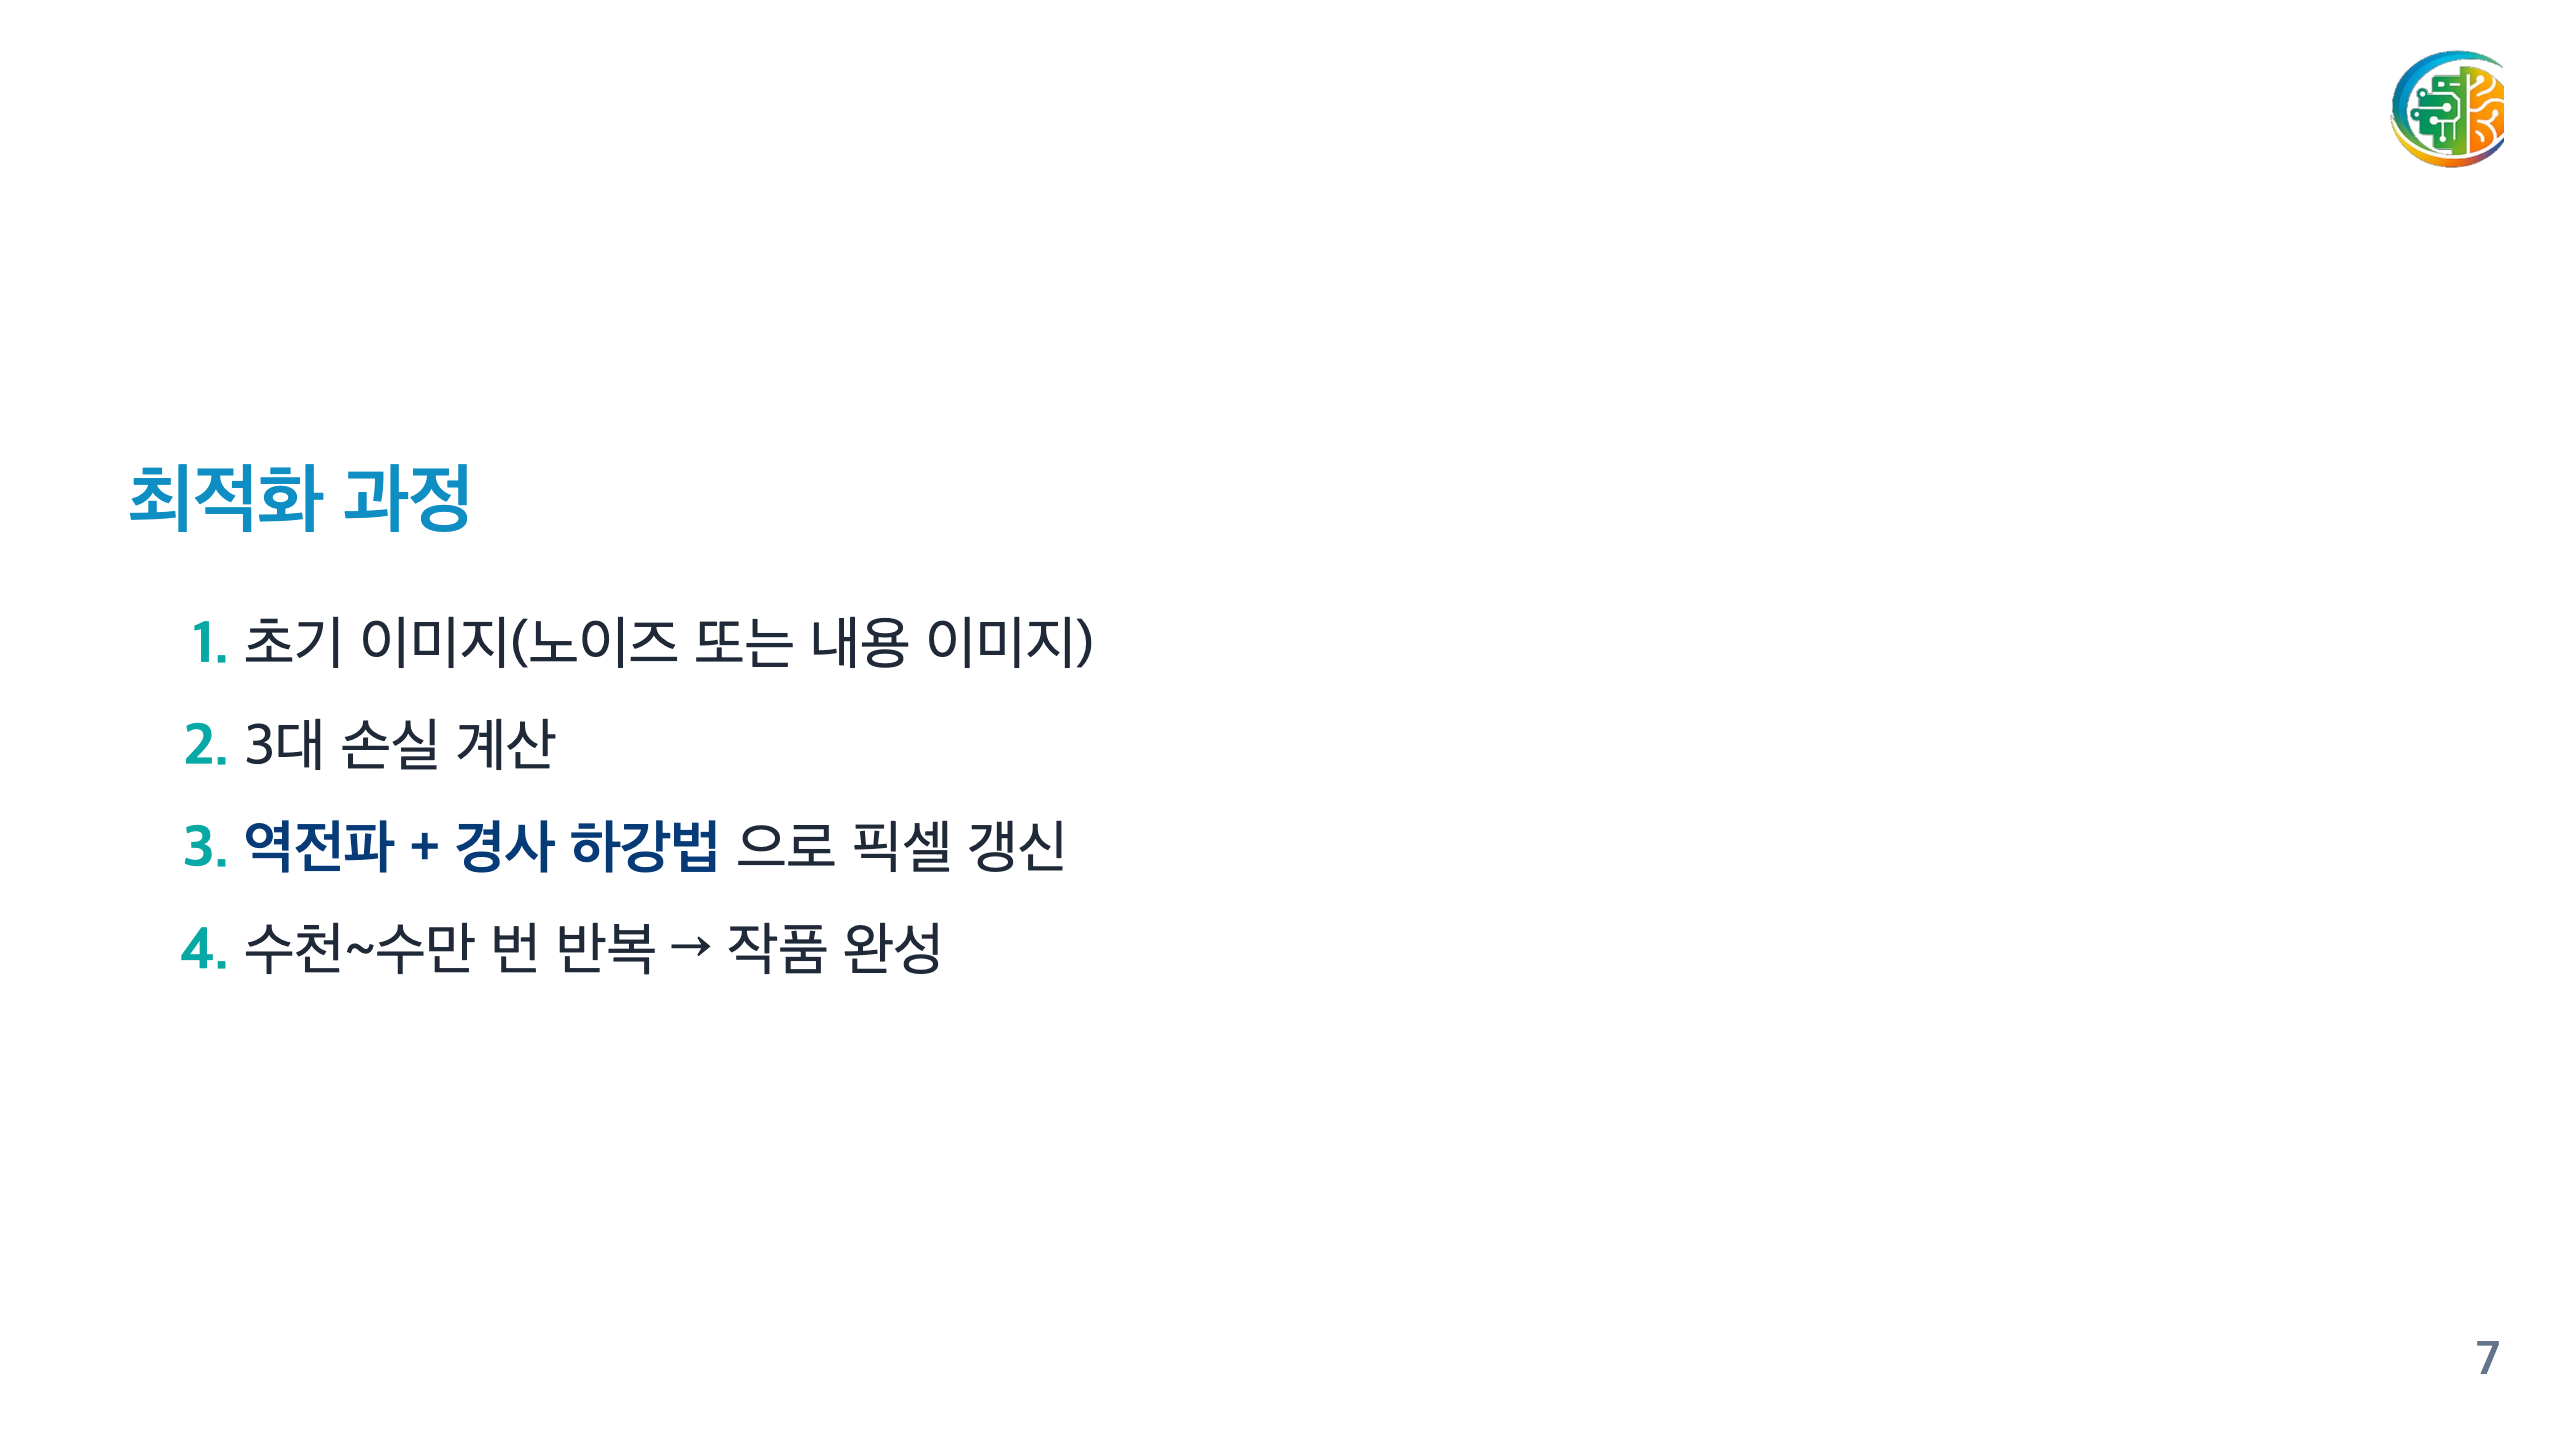 최적화 과정
1. 초기 이미지(노이즈 또는 내용 이미지)
2. 3대 손실 계산
3. 역전파 + 경사 하강법 으로 픽셀 갱신
4. 수천~수만 번 반복 → 작품 완성
7